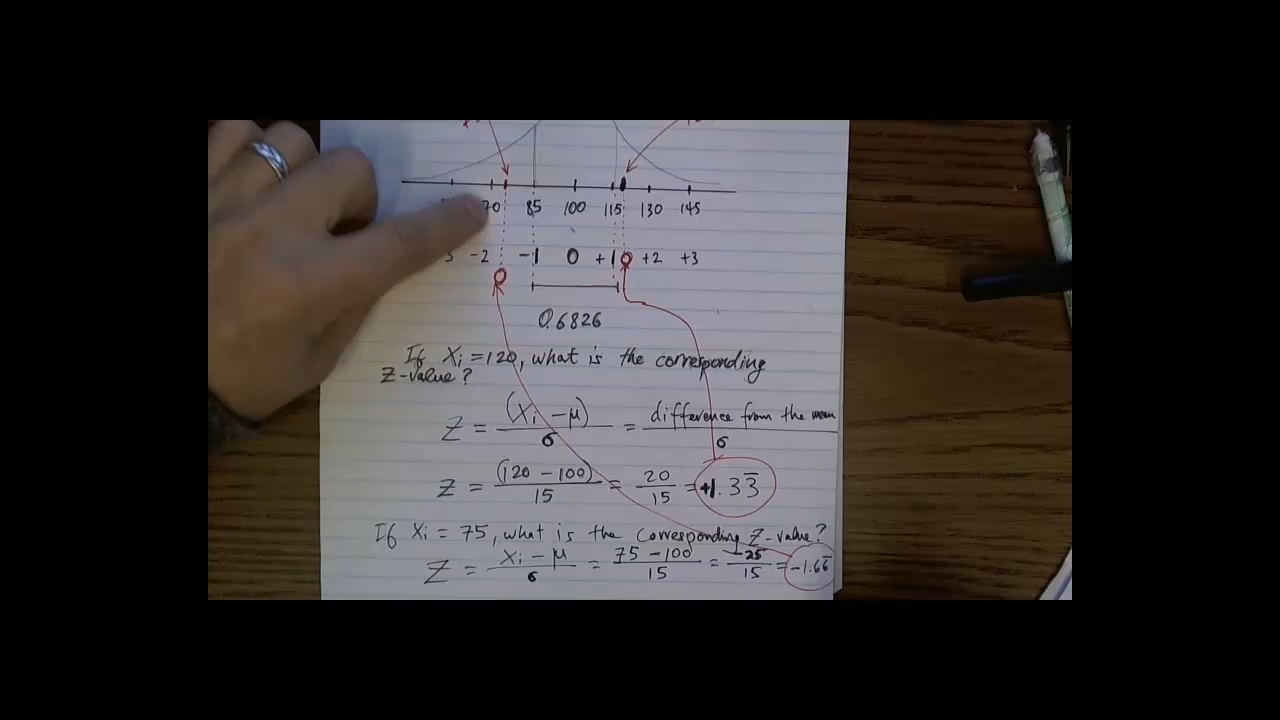 70 85 100 115 130 145
3 -2 -1 0 +1 +2 +3
0.6826
If Xi = 120, what is the corresponding
Z-value?
Z = (Xi - μ) / σ = difference from the mean / σ
Z = (120 - 100) / 15 = 20 / 15 = +1.33̅
If Xi = 75, what is the corresponding Z-value?
Z = Xi - μ / σ = 75 - 100 / 15 = -25 / 15 = -1.66̅